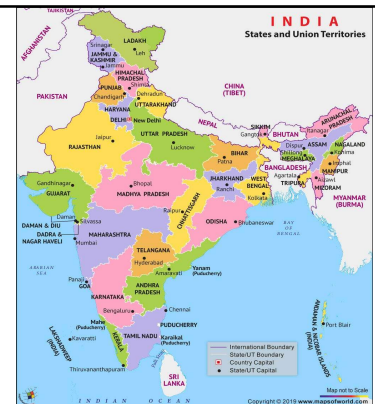 INDIA
States and Union Territories
TAJIKISTAN
AFGHANISTAN
PAKISTAN
CHINA
(TIBET)
NEPAL
BHUTAN
BANGLADESH
MYANMAR
(BURMA)
SRI
LANKA
LADAKH
Leh
Srinagar
JAMMU &
KASHMIR
Jammu
HIMACHAL
PRADESH
Shimla
PUNJAB
Chandigarh
Dehradun
UTTARAKHAND
HARYANA
DELHI
New Delhi
RAJASTHAN
Jaipur
UTTAR PRADESH
Lucknow
BIHAR
Patna
SIKKIM
Gangtok
ARUNACHAL
PRADESH
Itanagar
ASSAM
Dispur
NAGALAND
Kohima
Shillong
MEGHALAYA
Imphal
MANIPUR
Agartala
TRIPURA
Aizawl
MIZORAM
Gandhinagar
GUJARAT
Bhopal
MADHYA PRADESH
JHARKHAND
Ranchi
WEST
BENGAL
Kolkata
Raipur
CHHATTISGARH
ODISHA
Bhubaneswar
Daman
Silvassa
DAMAN & DIU
DADRA &
NAGAR HAVELI
MAHARASHTRA
Mumbai
TELANGANA
Hyderabad
Amaravati
Yanam
(Puducherry)
ANDHRA
PRADESH
Panaji
GOA
KARNATAKA
Bengaluru
Chennai
Mahe
(Puducherry)
PUDUCHERRY
Karaikal
(Puducherry)
TAMIL NADU
KERALA
Thiruvananthapuram
Kavaratti
LAKSHADWEEP
(INDIA)
Port Blair
ANDAMAN & NICOBAR ISLANDS
(INDIA)
ARABIAN
SEA
BAY
OF
BENGAL
INDIAN OCEAN
International Boundary
State/UT Boundary
Country Capital
State/UT Capital
Map not to Scale
Copyright © 2019 www.mapsofworld.com